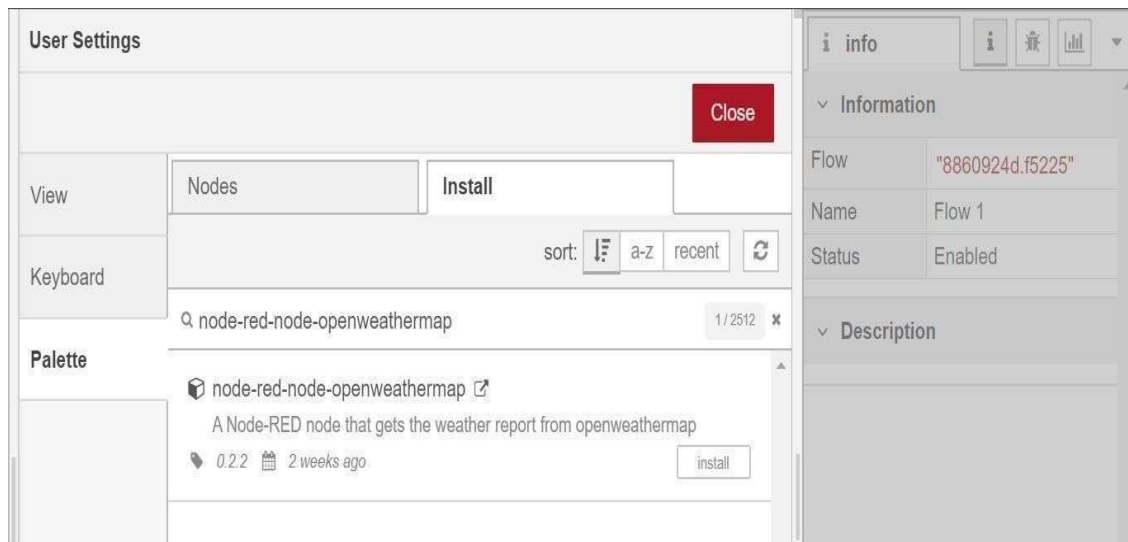 User Settings
Close
View
Keyboard
Palette
Nodes
Install
sort:
a-z
recent
node-red-node-openweathermap
1 / 2512
node-red-node-openweathermap
A Node-RED node that gets the weather report from openweathermap
0.2.2
2 weeks ago
install
i info
Information
Flow "8860924d.f5225"
Name Flow 1
Status Enabled
Description